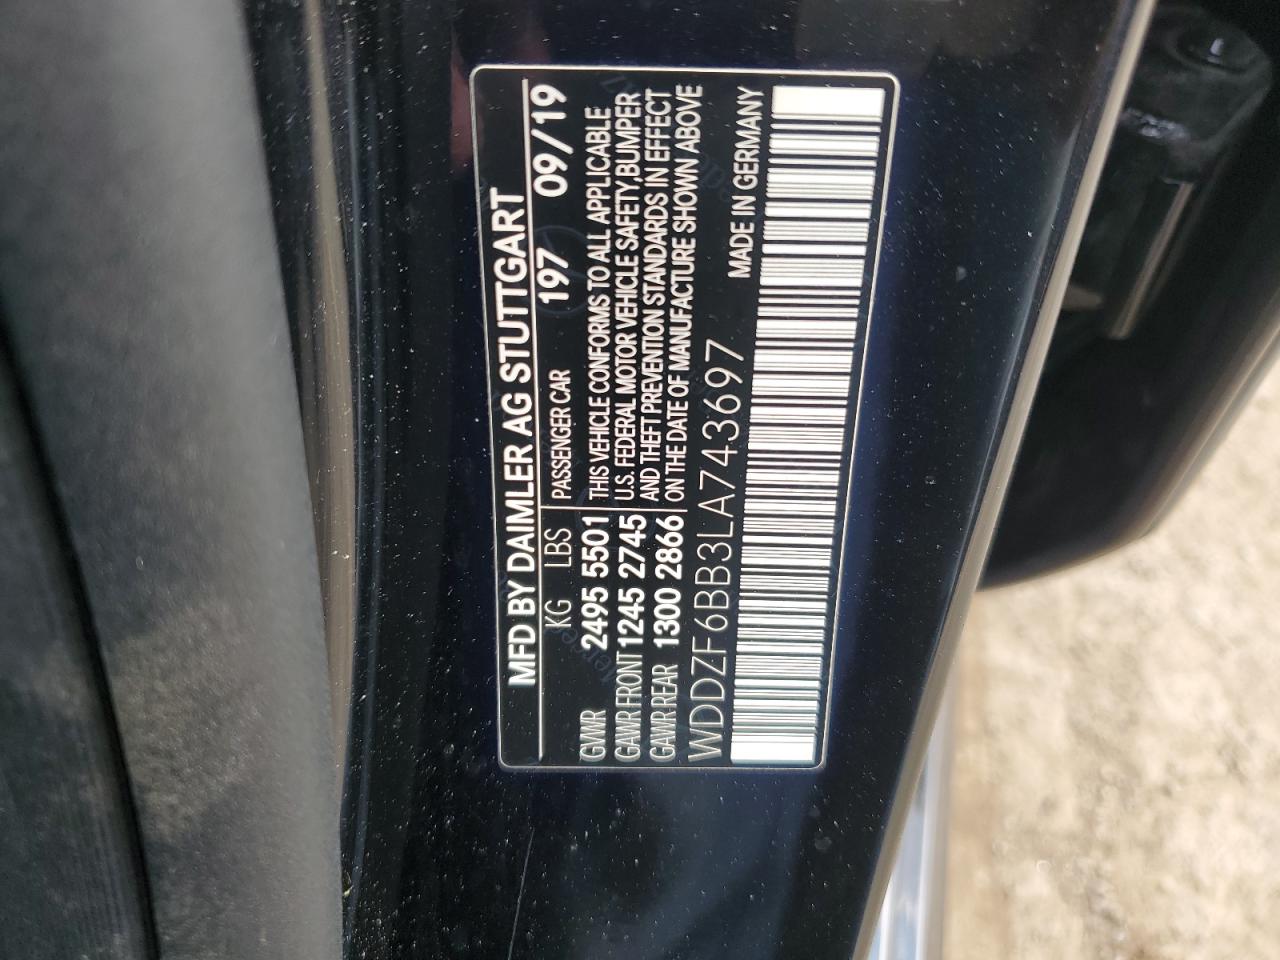 MFD BY DAIMLER AG STUTTGART
KG LBS PASSENGER CAR 197 09/19
GVWR 2495 5501 THIS VEHICLE CONFORMS TO ALL APPLICABLE
GAWR FRONT 1245 2745 U.S. FEDERAL MOTOR VEHICLE SAFETY,BUMPER
GAWR REAR 1300 2866 AND THEFT PREVENTION STANDARDS IN EFFECT
ON THE DATE OF MANUFACTURE SHOWN ABOVE
WDDZF6BB3LA743697 MADE IN GERMANY